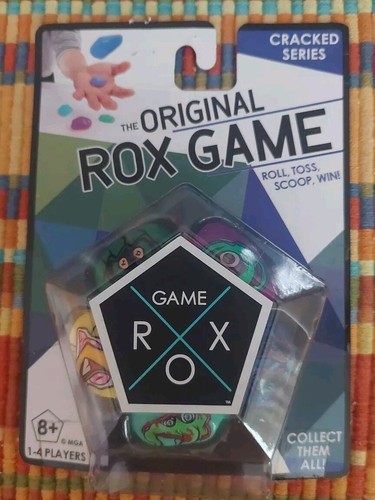 CRACKED
SERIES
THE ORIGINAL
ROX GAME
ROLL, TOSS,
SCOOP, WIN!
GAME
R X
O
TM
8+
© MGA
1-4 PLAYERS
COLLECT
THEM
ALL!